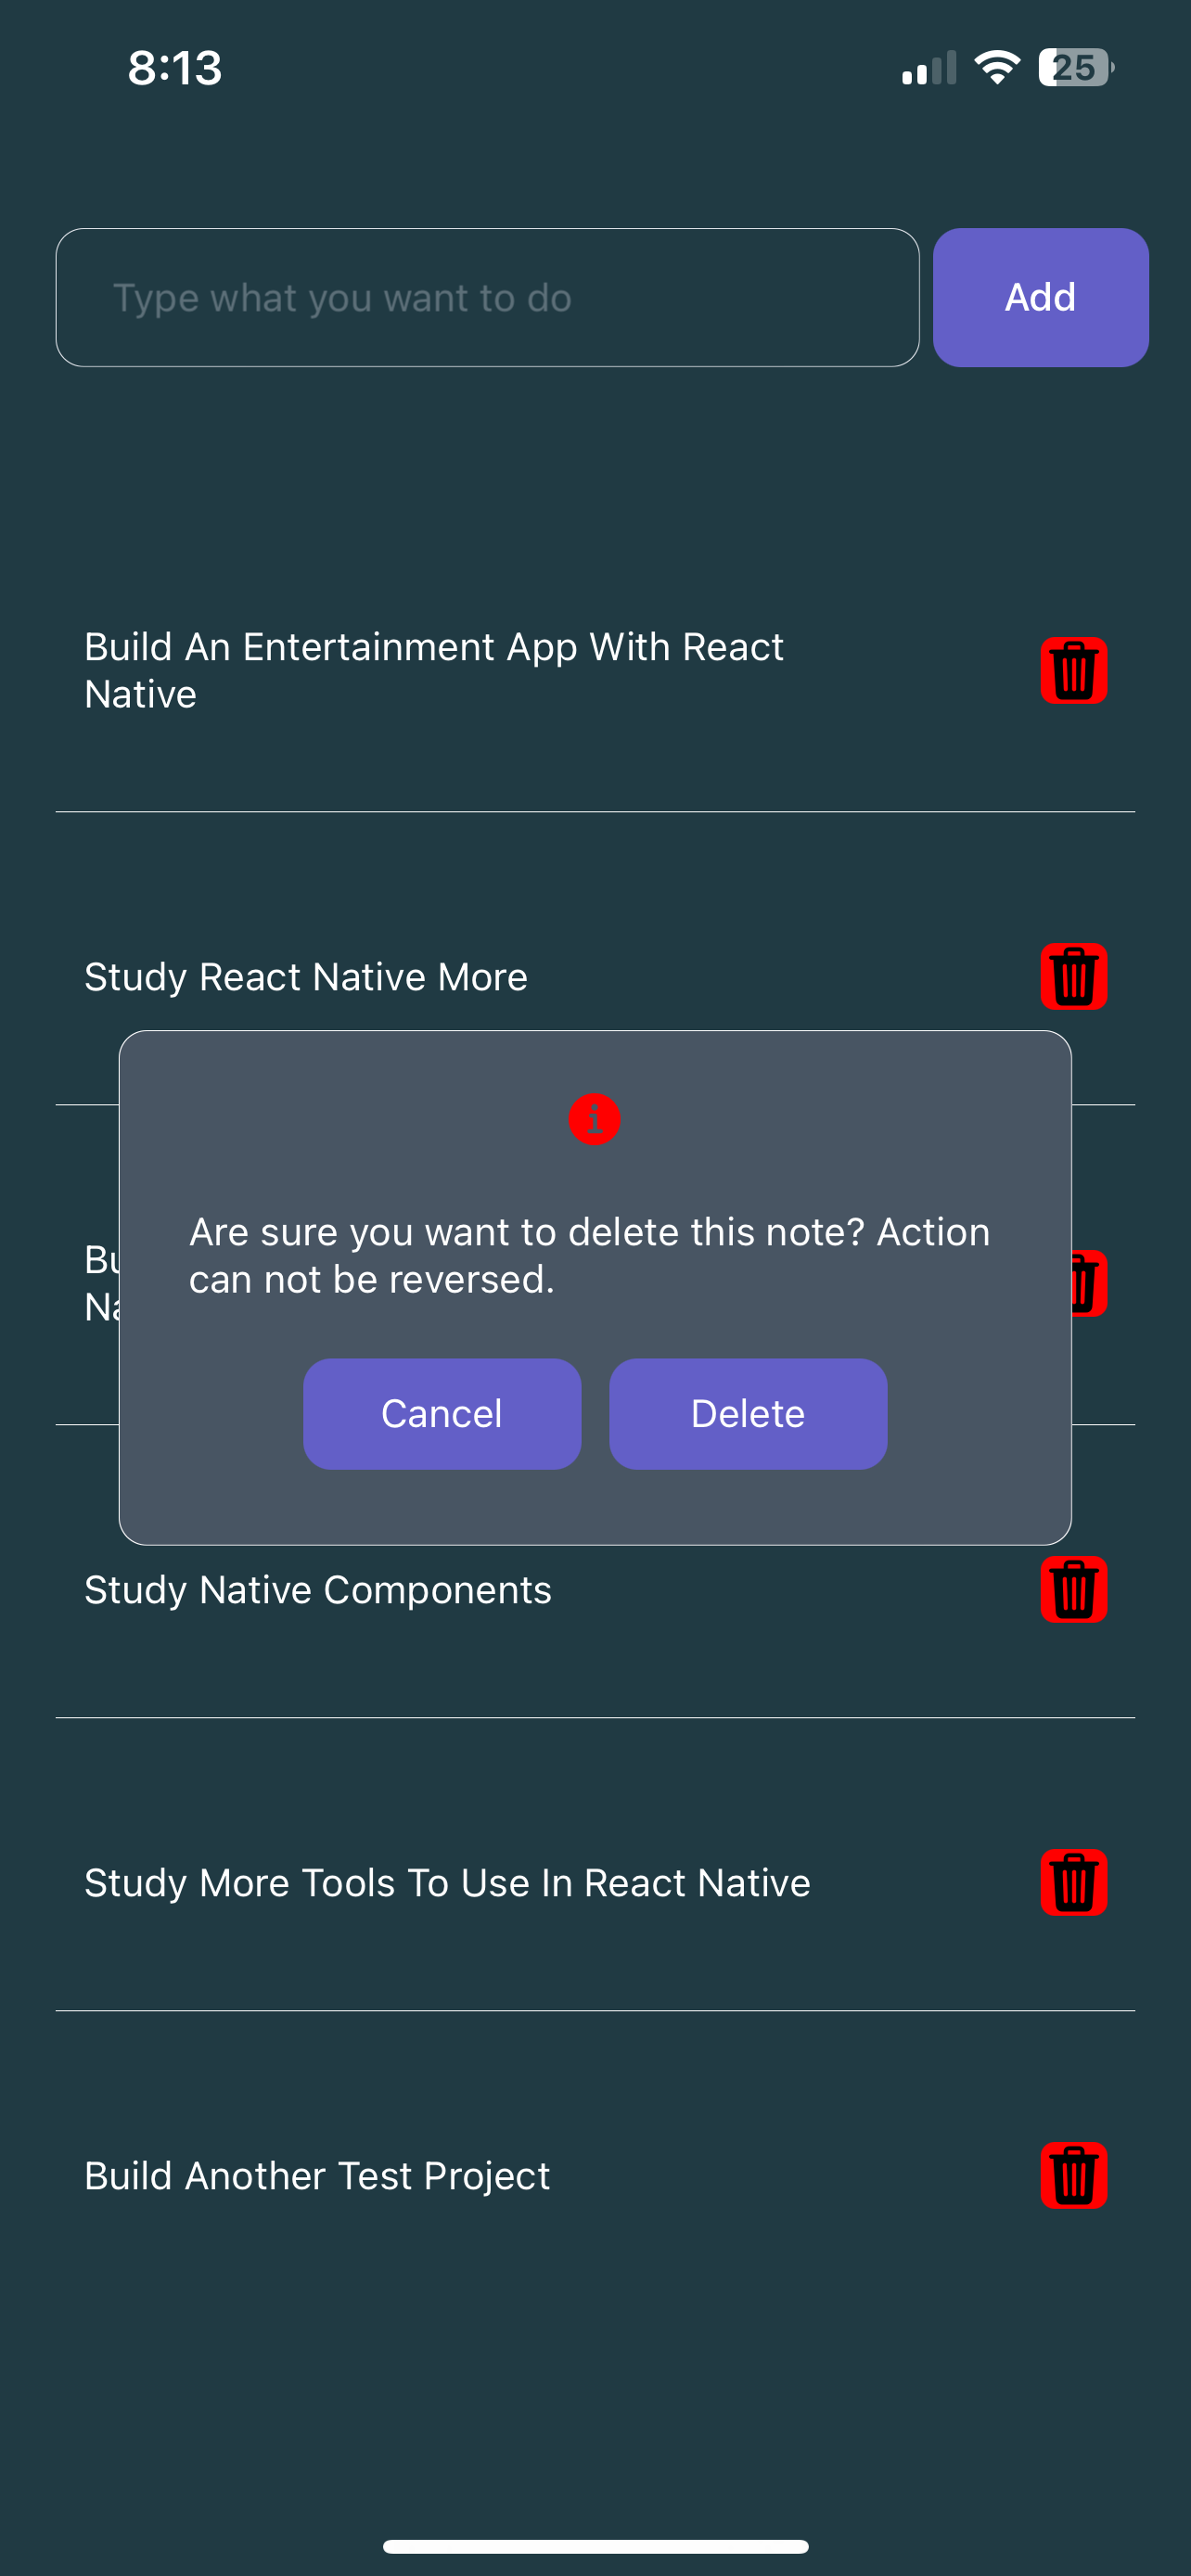 8:13
25
Type what you want to do
Add
Build An Entertainment App With React
Native
Study React Native More
Are sure you want to delete this note? Action
can not be reversed.
Cancel
Delete
Study Native Components
Study More Tools To Use In React Native
Build Another Test Project